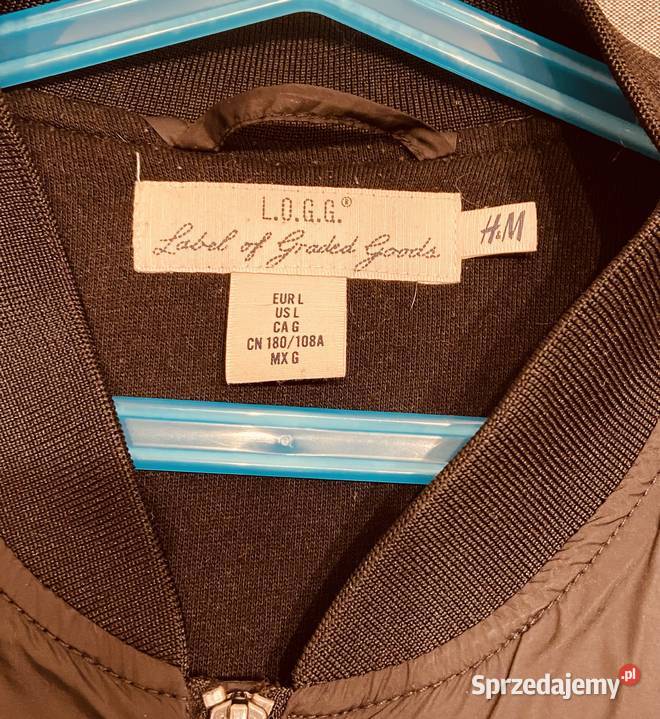 L.O.G.G.®
Label of Graded Goods
H&M
EUR L
US L
CA G
CN 180/108A
MX G
Sprzedajemy.pl